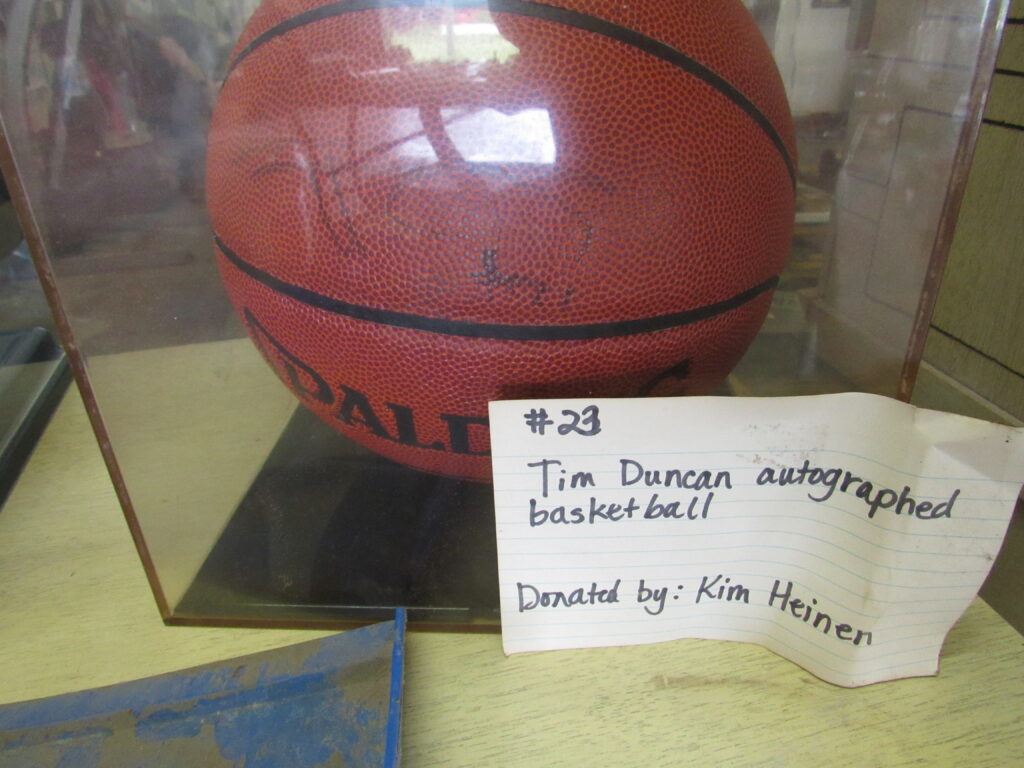 SPALD
#23
Tim Duncan autographed
basketball
Donated by: Kim Heinen